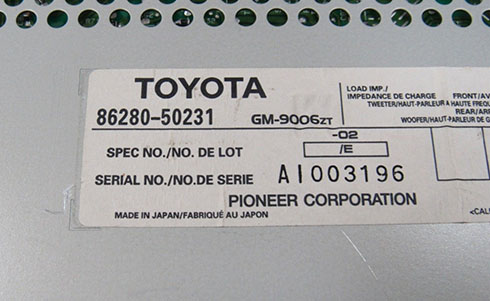 TOYOTA
86280-50231 GM-9006ZT
-02
SPEC NO./NO. DE LOT /E
SERIAL NO./NO.DE SERIE AI003196
PIONEER CORPORATION
MADE IN JAPAN/FABRIQUÉ AU JAPON
LOAD IMP./
IMPEDANCE DE CHARGE FRONT/AV
TWEETER/HAUT-PARLEUR A HAUTE FREQU
REAR/ARR
WOOFER/HAUT-PARLEUR DE G